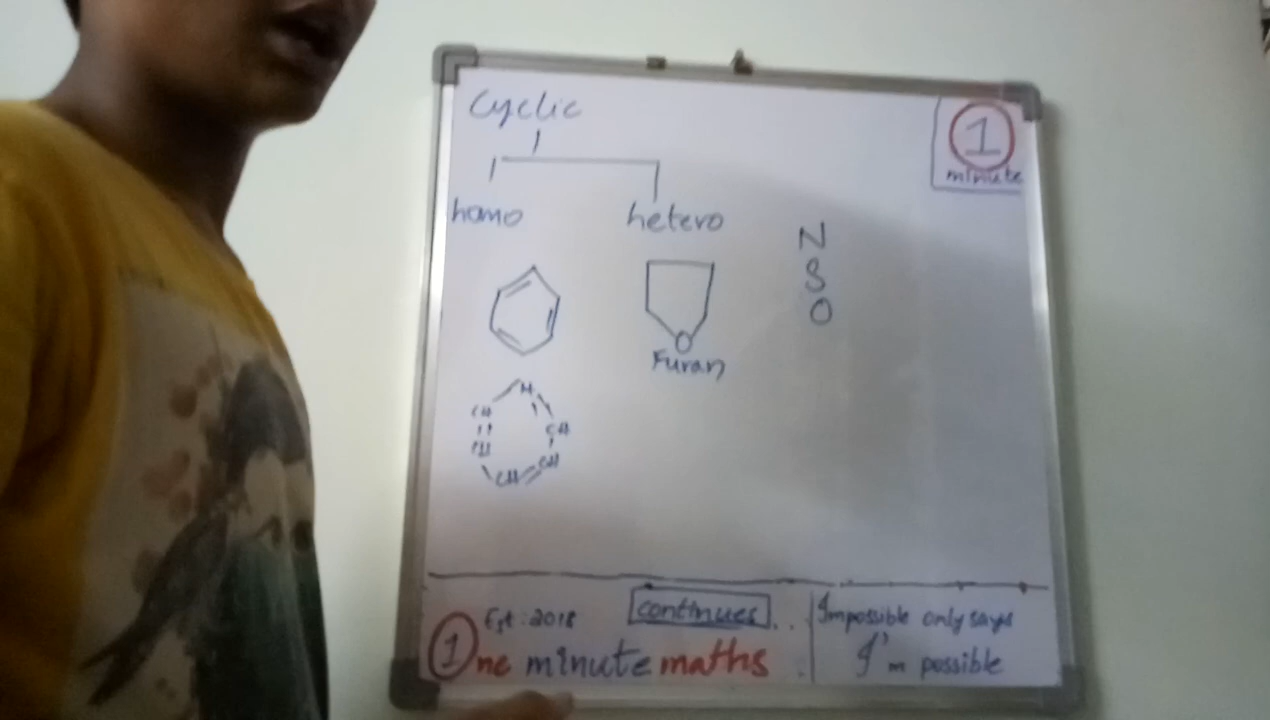 Cyclic
1
minute
homo
hetero
N
S
O
O
Furan
CH
CH
CH
CH
Est : 2018
continues
..
Impossible only says
One minute maths
I'm possible